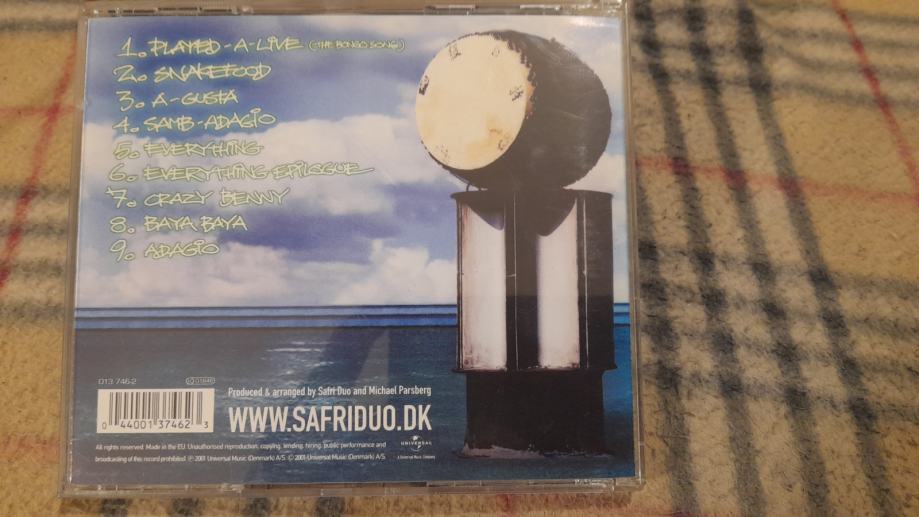 1. PLAYED-A-LIVE (THE BONGO SONG)
2. SNAKEFOOD
3. A-GUSTA
4. SAMB-ADAGIO
5. EVERYTHING
6. EVERYTHING EPILOGUE
7. CRAZY BENNY
8. BAYA BAYA
9. ADAGIO
013 746-2
0 44001 37462 3
Produced & arranged by Safri Duo and Michael Parsberg
WWW.SAFRIDUO.DK
All rights reserved. Made in the EU. Unauthorised reproduction, copying, lending, hiring, public performance and
broadcasting of this record prohibited. ℗ 2001 Universal Music (Denmark) A/S. © 2001 Universal Music (Denmark) A/S.
UNIVERSAL
A Universal Music Company